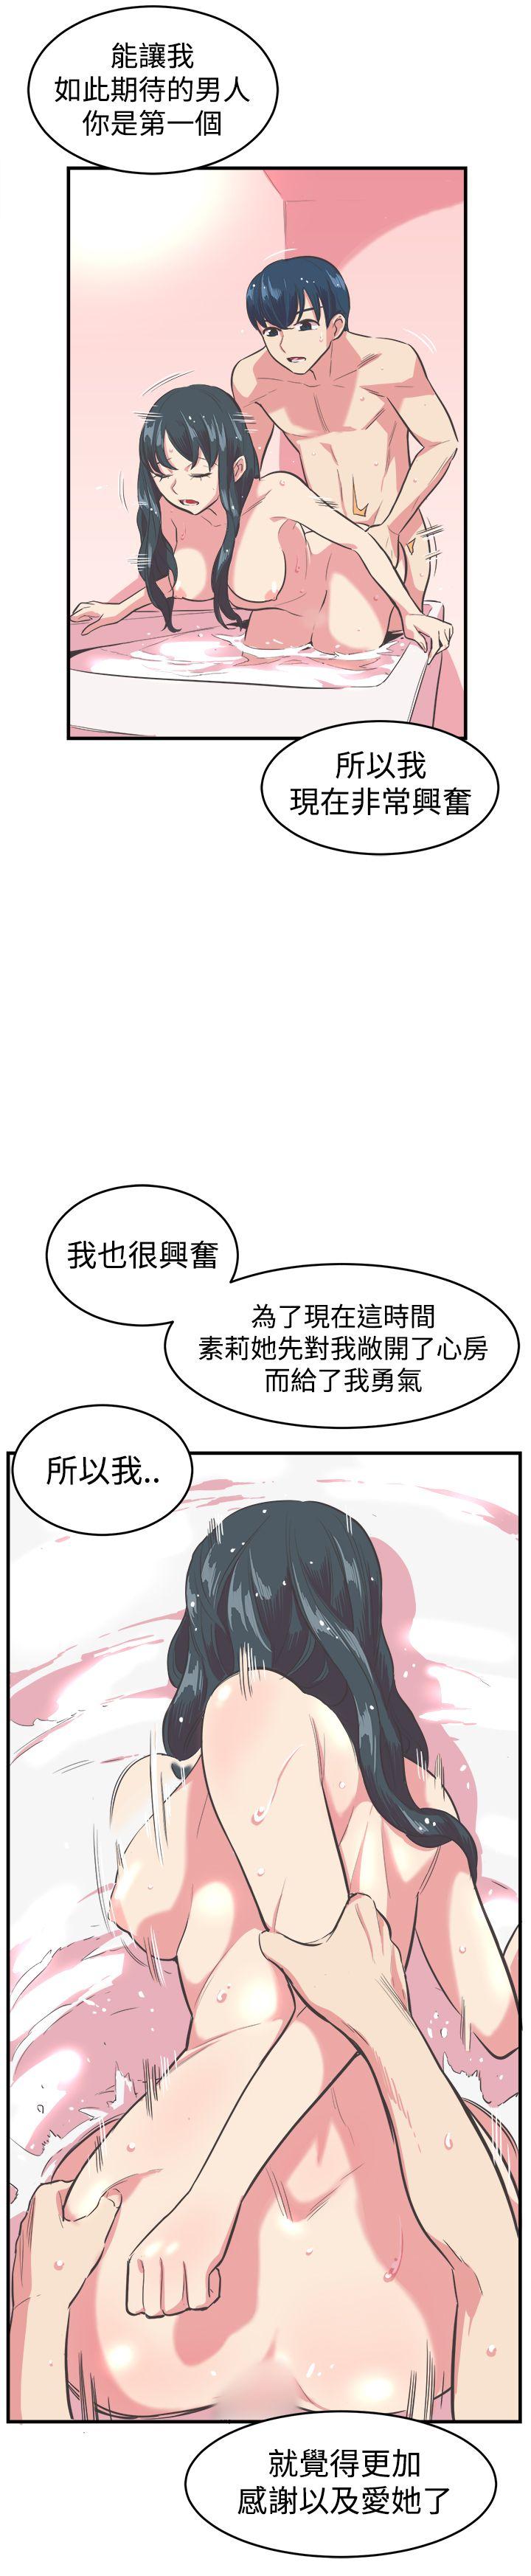 能讓我
如此期待的男人
你是第一個
所以我
現在非常興奮
我也很興奮
為了現在這時間
素莉她先對我敞開了心房
而給了我勇氣
所以我..
就覺得更加
感謝以及愛她了